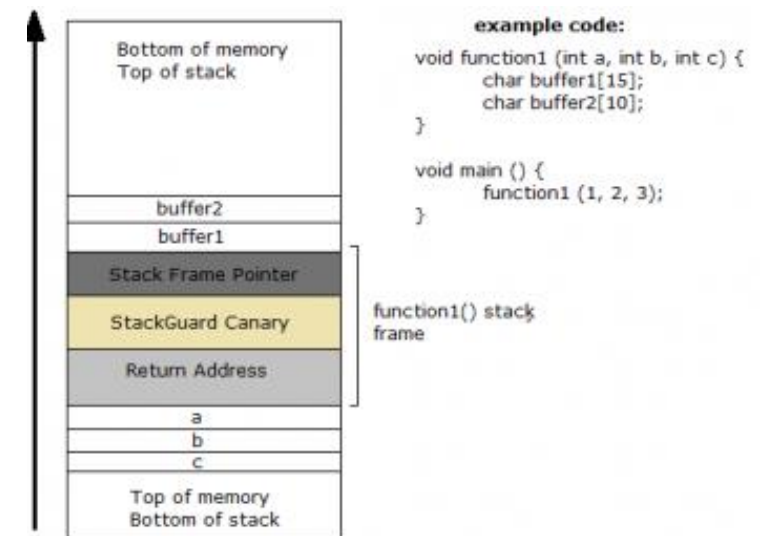 example code:
Bottom of memory
Top of stack
void function1 (int a, int b, int c) {
char buffer1[15];
char buffer2[10];
}
void main () {
function1 (1, 2, 3);
}
buffer2
buffer1
Stack Frame Pointer
StackGuard Canary
Return Address
function1() stack
frame
a
b
c
Top of memory
Bottom of stack